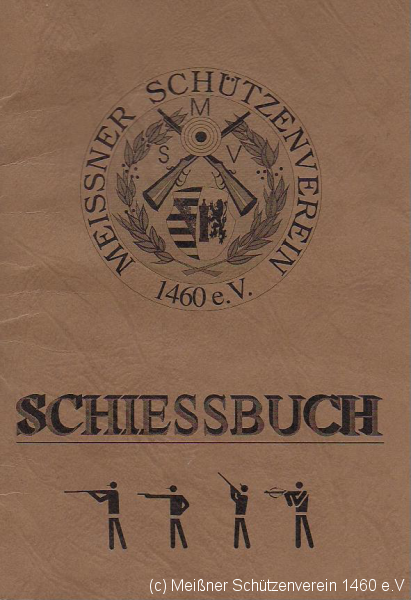 MEISSNER SCHÜTZENVEREIN
M
S V
1460 e.V.
SCHIESSBUCH
(c) Meißner Schützenverein 1460 e.V